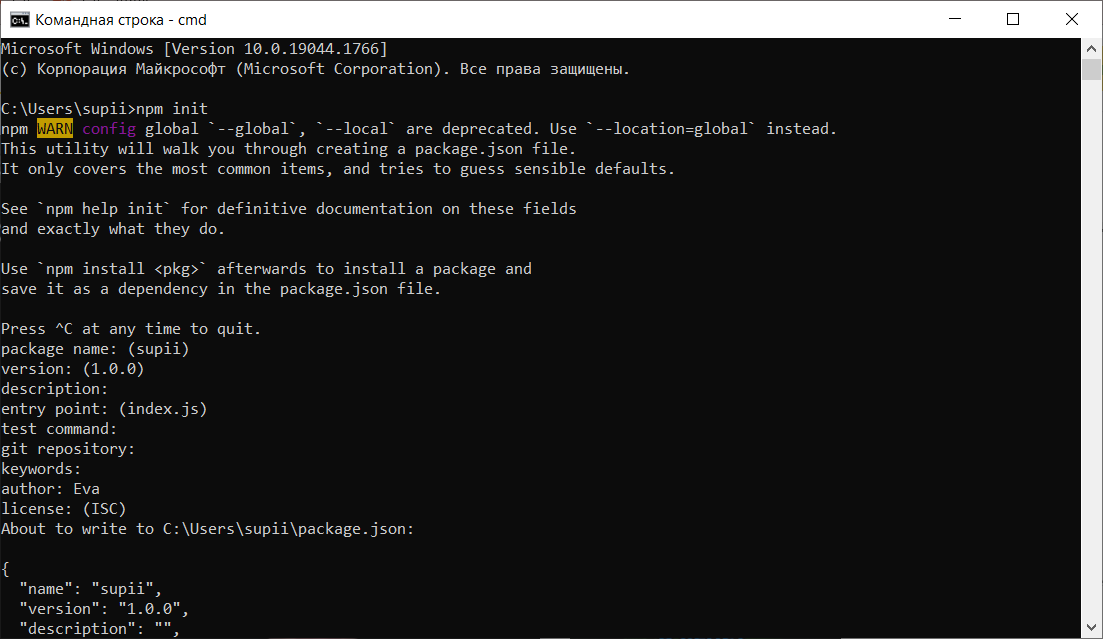 Командная строка - cmd
Microsoft Windows [Version 10.0.19044.1766]
(c) Корпорация Майкрософт (Microsoft Corporation). Все права защищены.
C:\Users\supii>npm init
npm WARN config global `--global`, `--local` are deprecated. Use `--location=global` instead.
This utility will walk you through creating a package.json file.
It only covers the most common items, and tries to guess sensible defaults.
See `npm help init` for definitive documentation on these fields
and exactly what they do.
Use `npm install <pkg>` afterwards to install a package and
save it as a dependency in the package.json file.
Press ^C at any time to quit.
package name: (supii)
version: (1.0.0)
description:
entry point: (index.js)
test command:
git repository:
keywords:
author: Eva
license: (ISC)
About to write to C:\Users\supii\package.json:
{
  "name": "supii",
  "version": "1.0.0",
  "description": "",